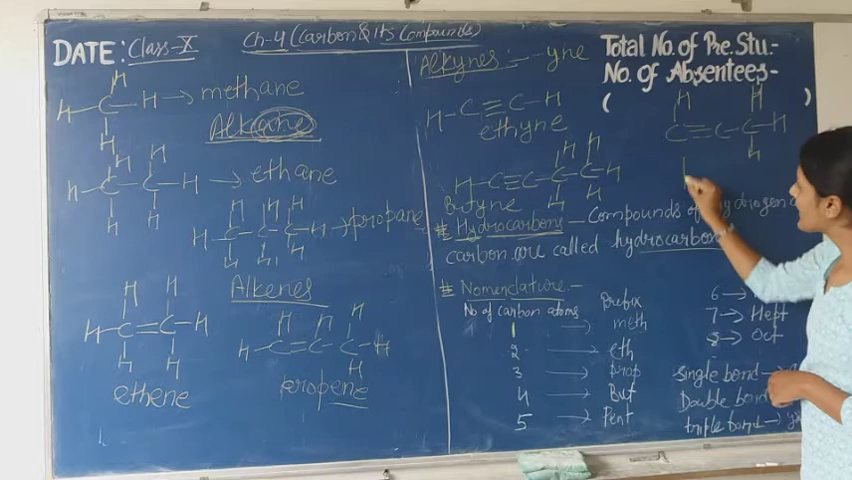 DATE: Class-X
Ch-4 (Carbon & its Compounds)
H-C-H → methane
H
H
Alkane
H H
H-C-C-H → ethane
H H
H H H
H-C-C-C-H → propane
H H H
Alkenes
H H
H-C=C-H
H H
ethene
H H H
H-C=C-C-H
H
propene
Alkynes:- -yne
H-C≡C-H
ethyne
H H
H-C≡C-C-C-H
H H
Butyne
# Hydrocarbons - Compounds of hydrogen
carbon are called hydrocarbon
# Nomenclature:-
No of carbon atoms Prefix
1 → meth
2 → eth
3 → prop
4 → But
5 → Pent
Total No. of Pre. Stu:-
No. of Absentees-
( )
H H
C≡C-C-H
H
6 →
7 → Hept
8 → Oct
Single bond →
Double bond
triple bond → y